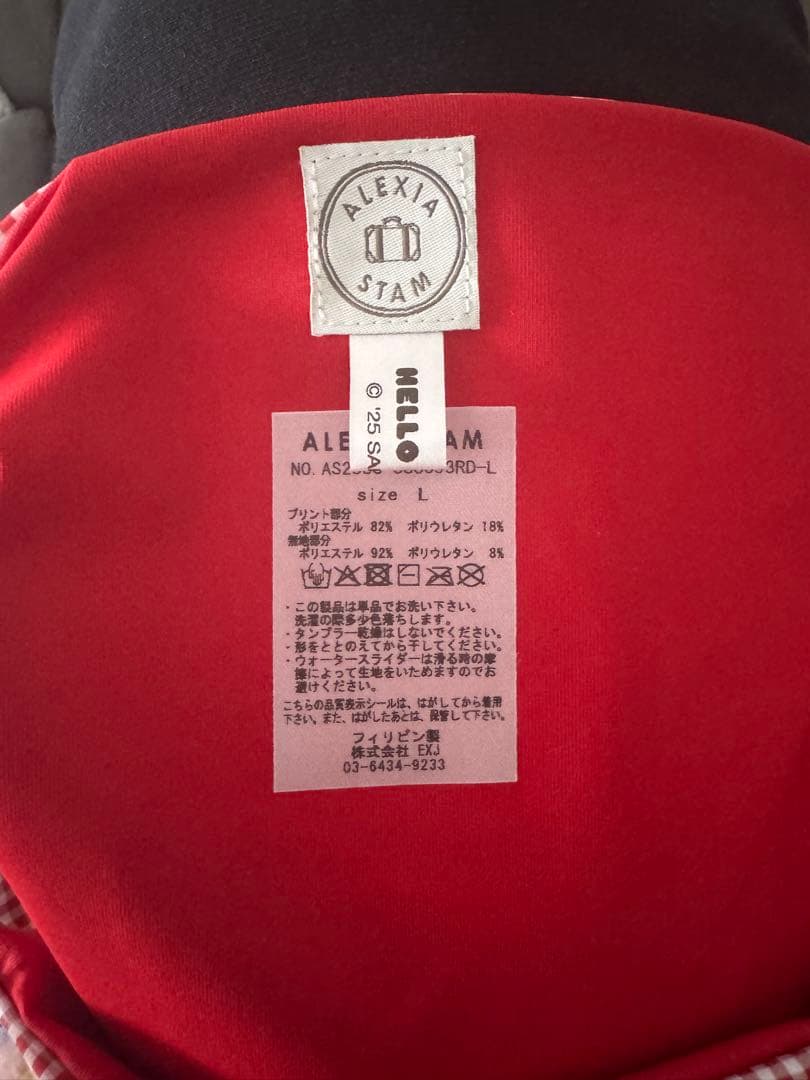 ALEXIA
STAM
HELLO
© '25 SA
ALE AM
NO. AS2 3RD-L
size L
プリント部分
ポリエステル 82% ポリウレタン 18%
無地部分
ポリエステル 92% ポリウレタン 8%
・この製品は単品でお洗い下さい。
洗濯の際多少色落ちします。
・タンブラー乾燥はしないでください。
・形をととのえてから干してください。
・ウォータースライダーは滑る時の摩
擦によって生地をいためますのでお
避けください。
こちらの品質表示シールは、はがしてから着用
下さい。また、はがしたあとは、保管して下さい。
フィリピン製
株式会社 EXJ
03-6434-9233